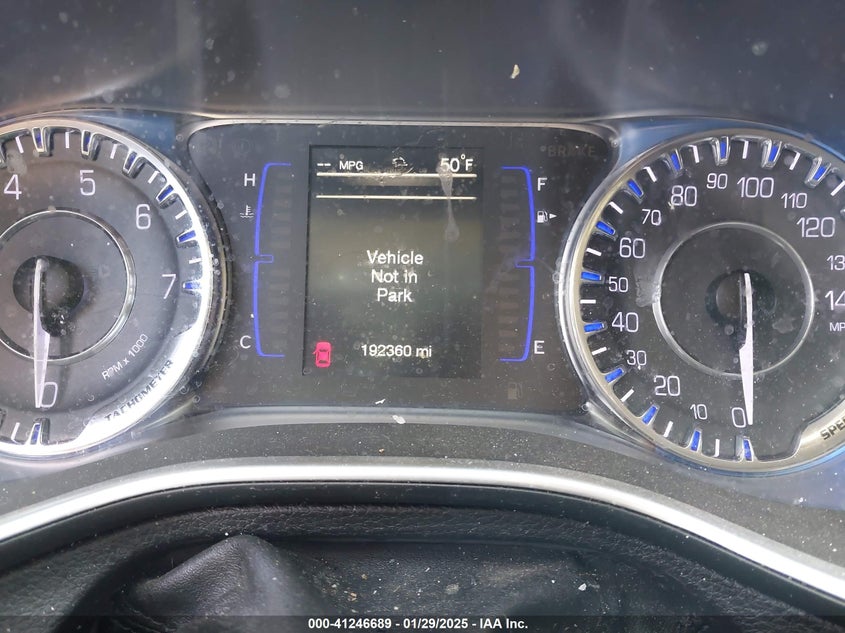 4
5
6
7
0
RPM x 1000
TACHOMETER
H
C
-- MPG
50°F
Vehicle
Not in
Park
192360 mi
F
E
BRAKE
0
10
20
30
40
50
60
70
80
90
100
110
120
000-41246689 - 01/29/2025 - IAA Inc.